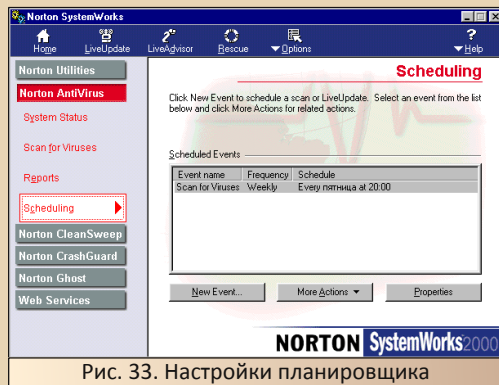 Norton SystemWorks
Home LiveUpdate LiveAdvisor Rescue Options Help
Norton Utilities
Norton AntiVirus
System Status
Scan for Viruses
Reports
Scheduling
Norton CleanSweep
Norton CrashGuard
Norton Ghost
Web Services
Scheduling
Click New Event to schedule a scan or LiveUpdate. Select an event from the list
below and click More Actions for related actions.
Scheduled Events
Event name Frequency Schedule
Scan for Viruses Weekly Every пятница at 20:00
New Event... More Actions Properties
NORTON SystemWorks2000
Рис. 33. Настройки планировщика